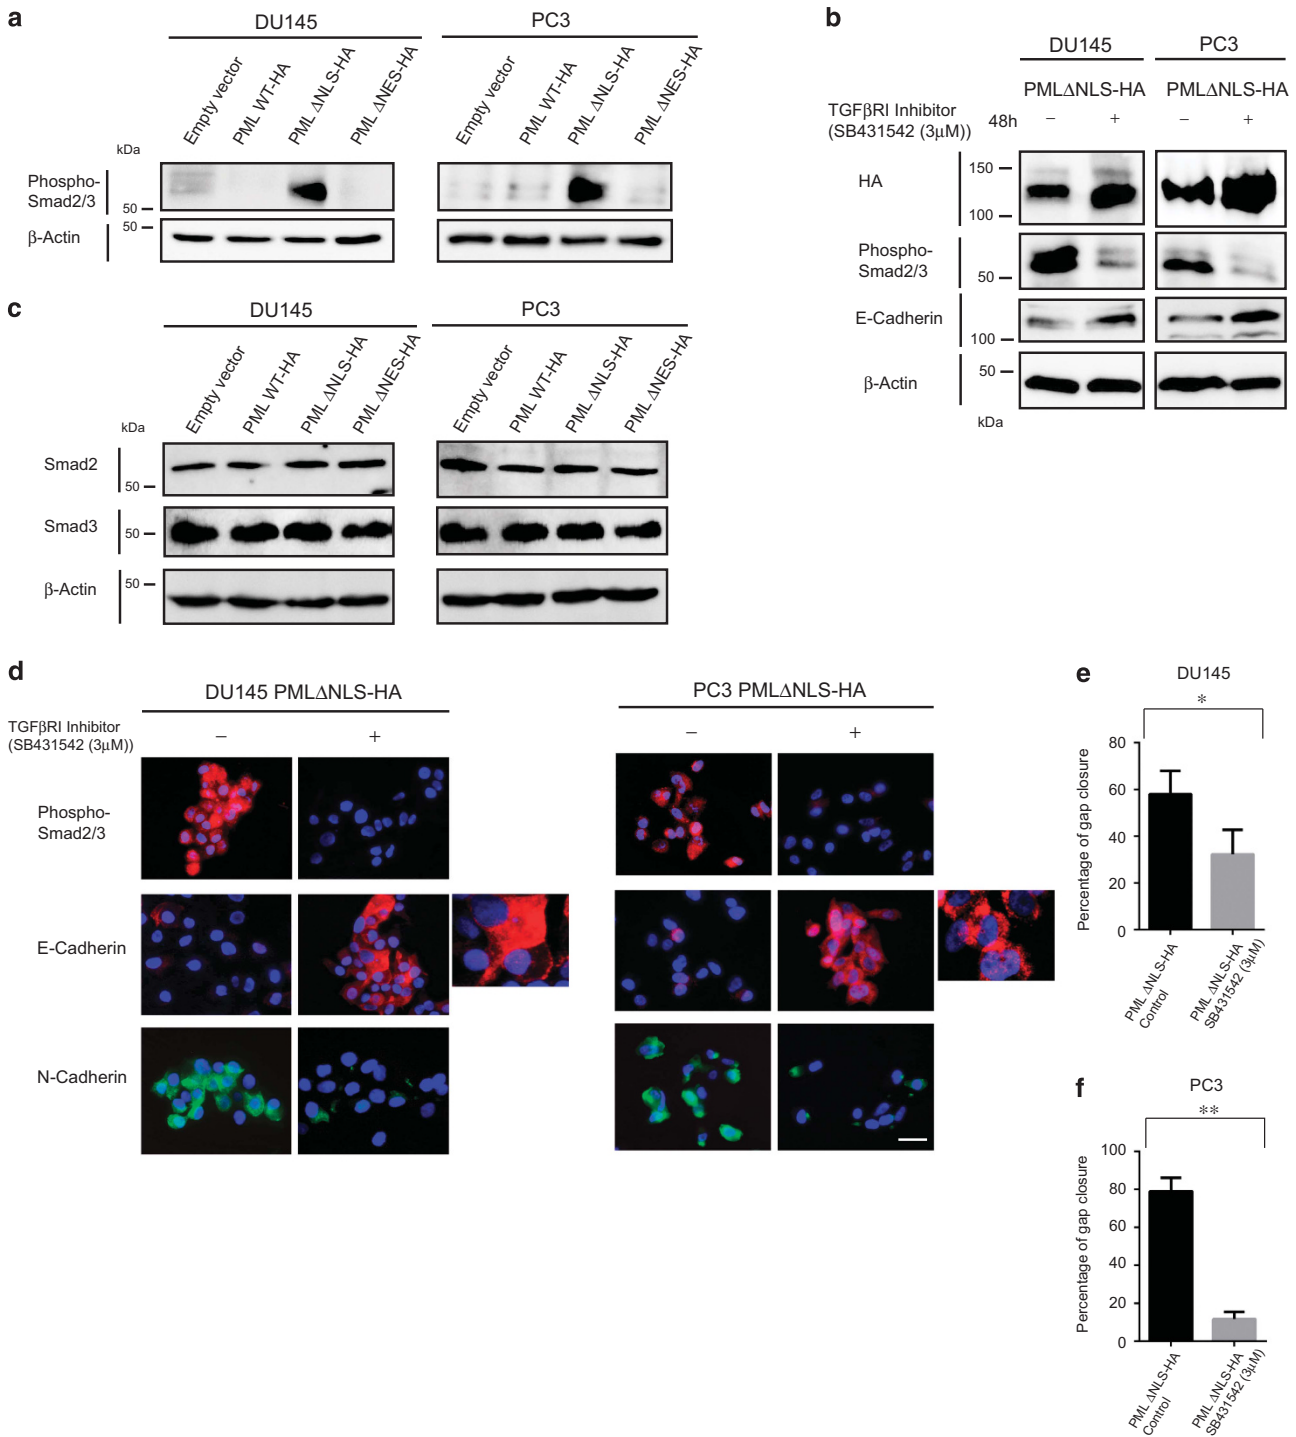 a
DU145
PC3
Empty vector
PML WT-HA
PML ΔNLS-HA
PML ΔNES-HA
Empty vector
PML WT-HA
PML ΔNLS-HA
PML ΔNES-HA
kDa
Phospho-
Smad2/3
50
β-Actin
50
b
DU145
PC3
PMLΔNLS-HA
PMLΔNLS-HA
TGFβRI Inhibitor
(SB431542 (3μM))
48h
− + − +
HA
150
100
Phospho-
Smad2/3
50
E-Cadherin
100
β-Actin
50
kDa
c
DU145
PC3
Empty vector
PML WT-HA
PML ΔNLS-HA
PML ΔNES-HA
Empty vector
PML WT-HA
PML ΔNLS-HA
PML ΔNES-HA
kDa
Smad2
50
Smad3
50
β-Actin
50
d
DU145 PMLΔNLS-HA
PC3 PMLΔNLS-HA
TGFβRI Inhibitor
(SB431542 (3μM))
− + − +
Phospho-
Smad2/3
E-Cadherin
N-Cadherin
e
DU145
*
Percentage of gap closure
80
60
40
20
0
PML ΔNLS-HA
Control
PML ΔNLS-HA
SB431542 (3μM)
f
PC3
**
Percentage of gap closure
100
80
60
40
20
0
PML ΔNLS-HA
Control
PML ΔNLS-HA
SB431542 (3μM)